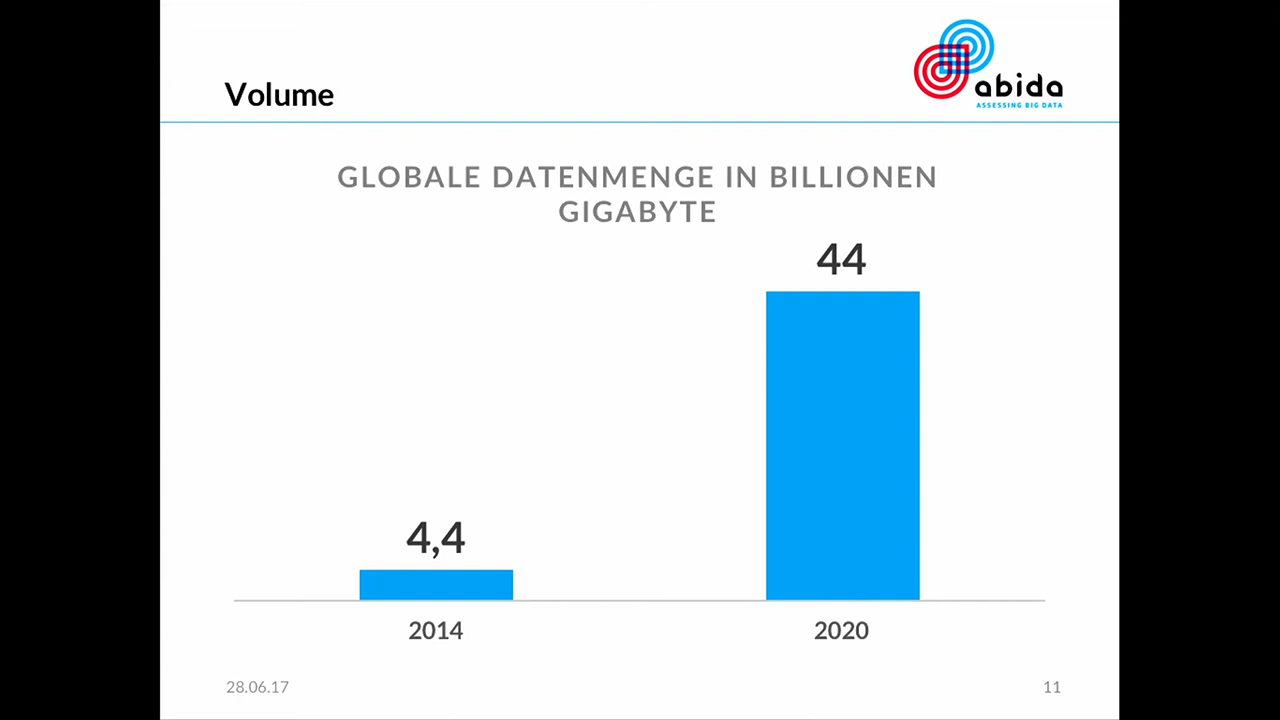 Volume
abida
ASSESSING BIG DATA
GLOBALE DATENMENGE IN BILLIONEN
GIGABYTE
44
4,4
2014
2020
28.06.17
11